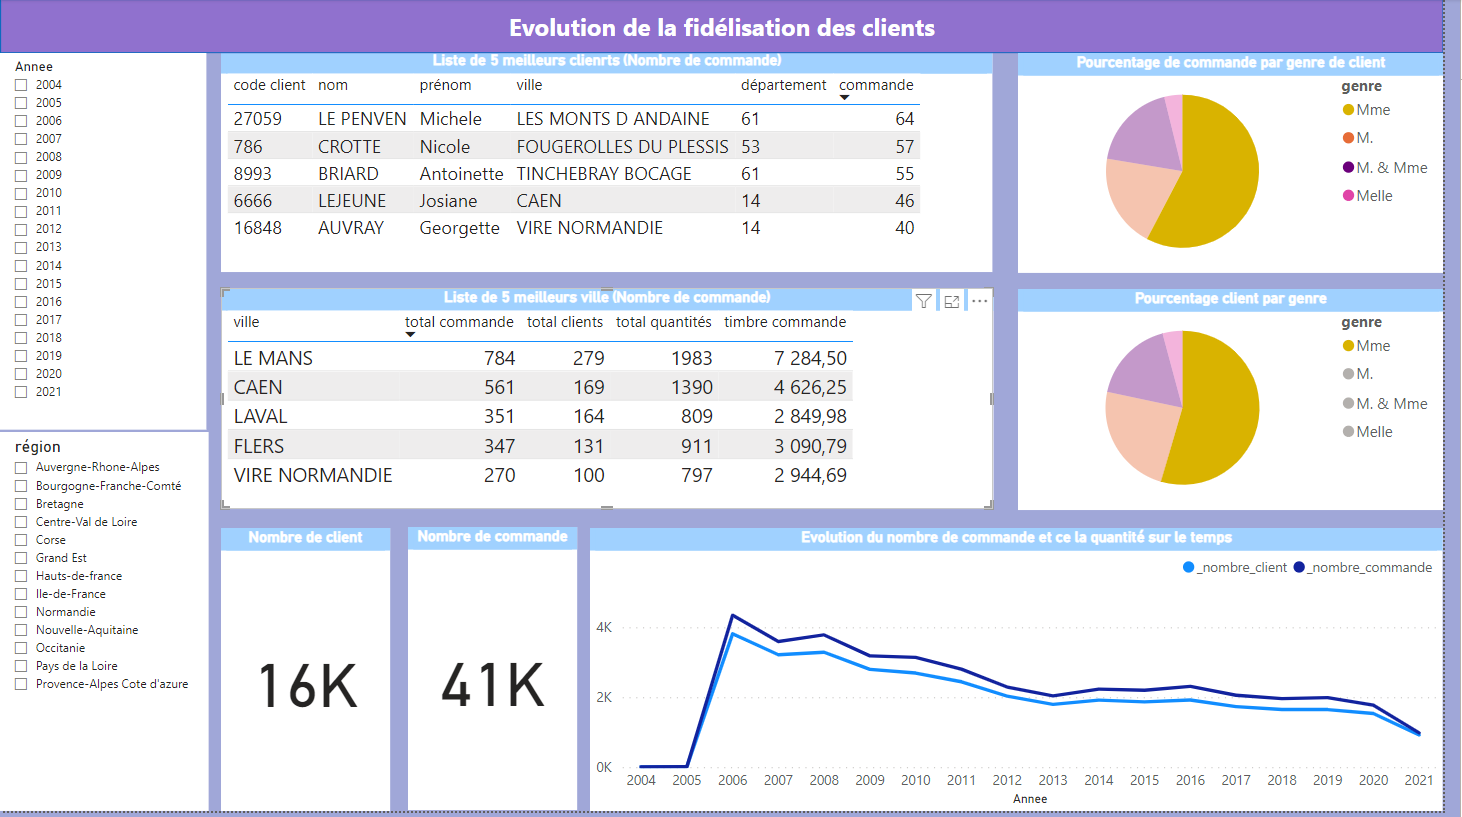 Evolution de la fidélisation des clients
Annee
2004
2005
2006
2007
2008
2009
2010
2011
2012
2013
2014
2015
2016
2017
2018
2019
2020
2021
région
Auvergne-Rhone-Alpes
Bourgogne-Franche-Comté
Bretagne
Centre-Val de Loire
Corse
Grand Est
Hauts-de-france
Ile-de-France
Normandie
Nouvelle-Aquitaine
Occitanie
Pays de la Loire
Provence-Alpes Cote d'azure
Liste de 5 meilleurs clienrts (Nombre de commande)
code client nom prénom ville département commande
27059 LE PENVEN Michele LES MONTS D ANDAINE 61 64
786 CROTTE Nicole FOUGEROLLES DU PLESSIS 53 57
8993 BRIARD Antoinette TINCHEBRAY BOCAGE 61 55
6666 LEJEUNE Josiane CAEN 14 46
16848 AUVRAY Georgette VIRE NORMANDIE 14 40
Pourcentage de commande par genre de client
genre
Mme
M.
M. & Mme
Melle
Liste de 5 meilleurs ville (Nombre de commande)
ville total commande total clients total quantités timbre commande
LE MANS 784 279 1983 7 284,50
CAEN 561 169 1390 4 626,25
LAVAL 351 164 809 2 849,98
FLERS 347 131 911 3 090,79
VIRE NORMANDIE 270 100 797 2 944,69
Pourcentage client par genre
genre
Mme
M.
M. & Mme
Melle
Nombre de client
16K
Nombre de commande
41K
Evolution du nombre de commande et ce la quantité sur le temps
_nombre_client _nombre_commande
4K
2K
0K
2004 2005 2006 2007 2008 2009 2010 2011 2012 2013 2014 2015 2016 2017 2018 2019 2020 2021
Annee